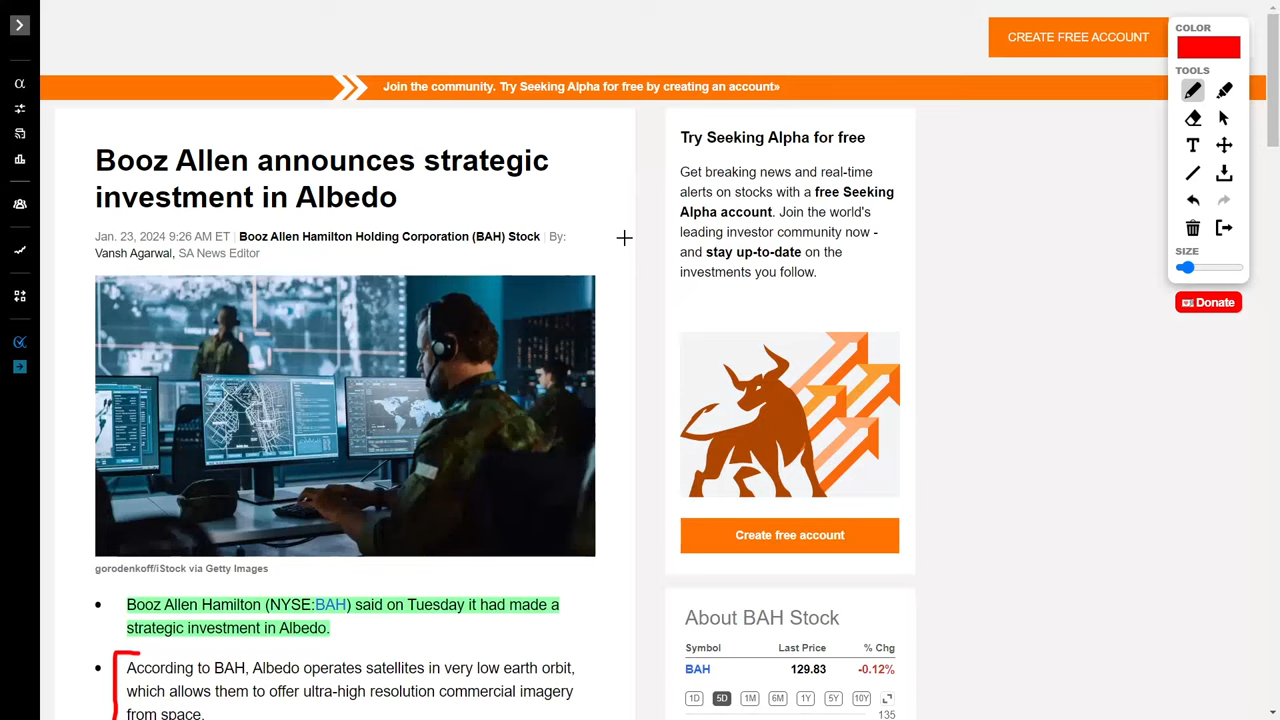 CREATE FREE ACCOUNT
COLOR
TOOLS
SIZE
Donate
Join the community. Try Seeking Alpha for free by creating an account»
Booz Allen announces strategic
investment in Albedo
Jan. 23, 2024 9:26 AM ET | Booz Allen Hamilton Holding Corporation (BAH) Stock | By:
Vansh Agarwal, SA News Editor
gorodenkoff/iStock via Getty Images
• Booz Allen Hamilton (NYSE:BAH) said on Tuesday it had made a
strategic investment in Albedo.
• According to BAH, Albedo operates satellites in very low earth orbit,
which allows them to offer ultra-high resolution commercial imagery
from space.
Try Seeking Alpha for free
Get breaking news and real-time
alerts on stocks with a free Seeking
Alpha account. Join the world's
leading investor community now -
and stay up-to-date on the
investments you follow.
Create free account
About BAH Stock
Symbol Last Price % Chg
BAH 129.83 -0.12%
1D 5D 1M 6M 1Y 5Y 10Y
135